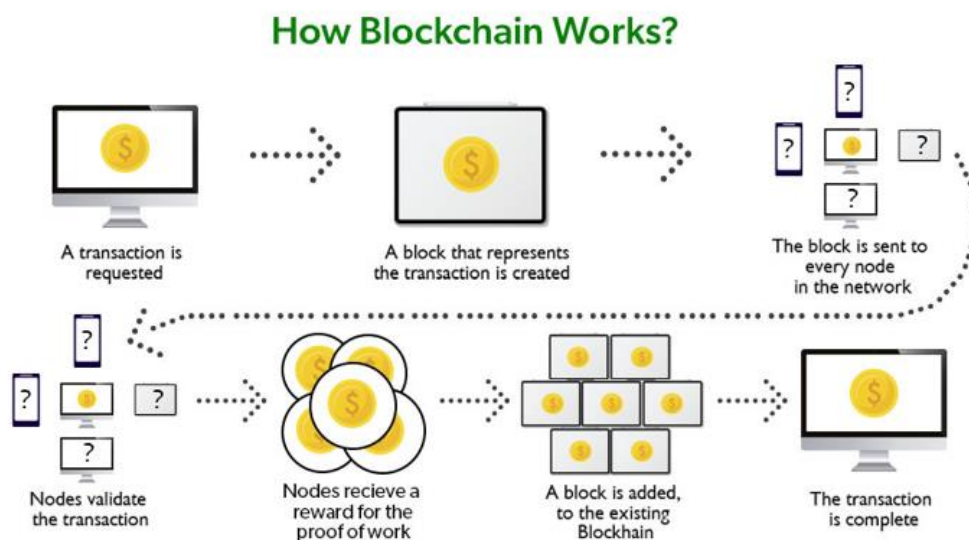 How Blockchain Works?
$
$
?
?
$
?
?
A transaction is
requested
A block that represents
the transaction is created
The block is sent to
every node
in the network
?
?
$
?
?
$
$
$
$
$
$
$
$
$
$
$
$
$
Nodes validate
the transaction
Nodes recieve a
reward for the
proof of work
A block is added,
to the existing
Blockhain
The transaction
is complete